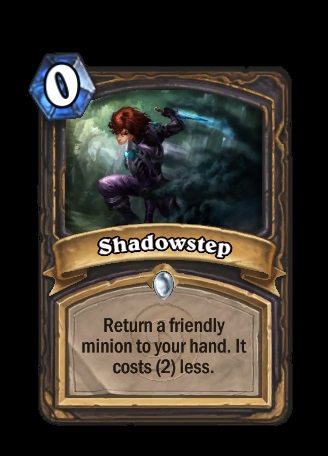 0
Shadowstep
Return a friendly
minion to your hand. It
costs (2) less.